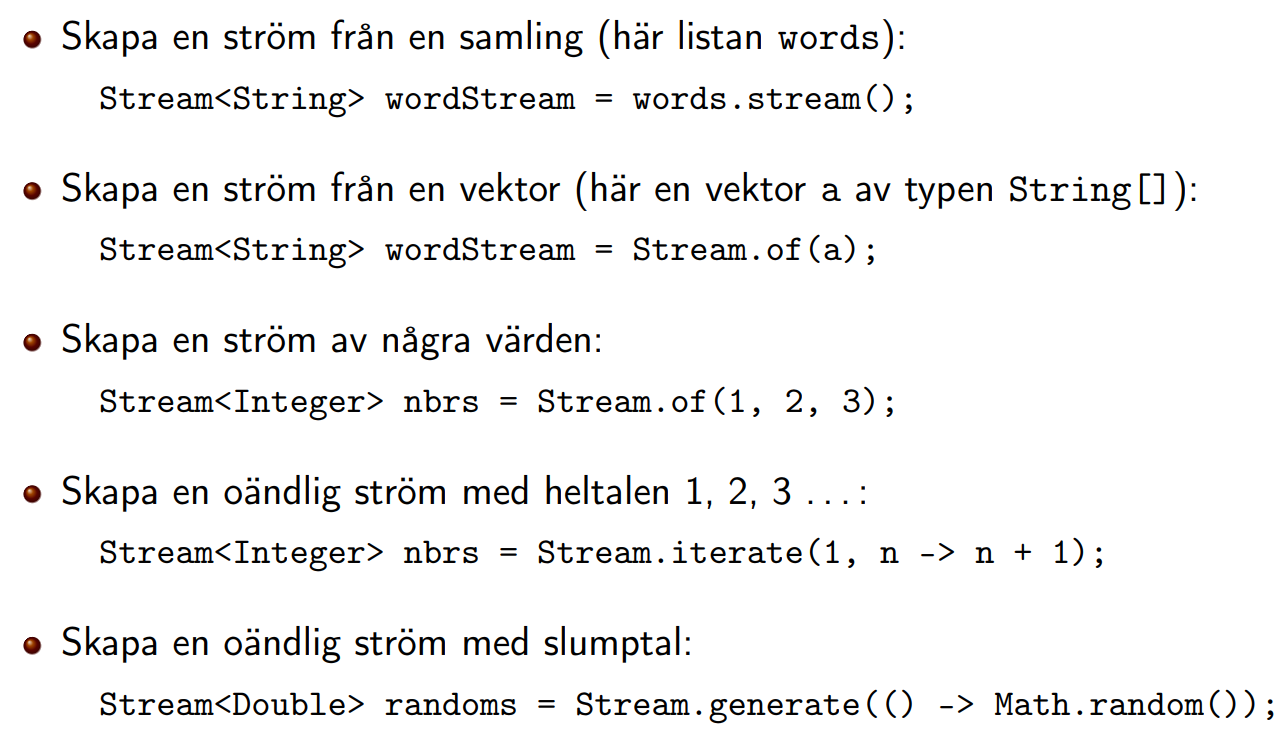 Skapa en ström från en samling (här listan words):
Stream<String> wordStream = words.stream();
Skapa en ström från en vektor (här en vektor a av typen String[]):
Stream<String> wordStream = Stream.of(a);
Skapa en ström av några värden:
Stream<Integer> nbrs = Stream.of(1, 2, 3);
Skapa en oändlig ström med heltalen 1, 2, 3 ...:
Stream<Integer> nbrs = Stream.iterate(1, n -> n + 1);
Skapa en oändlig ström med slumptal:
Stream<Double> randoms = Stream.generate(() -> Math.random());